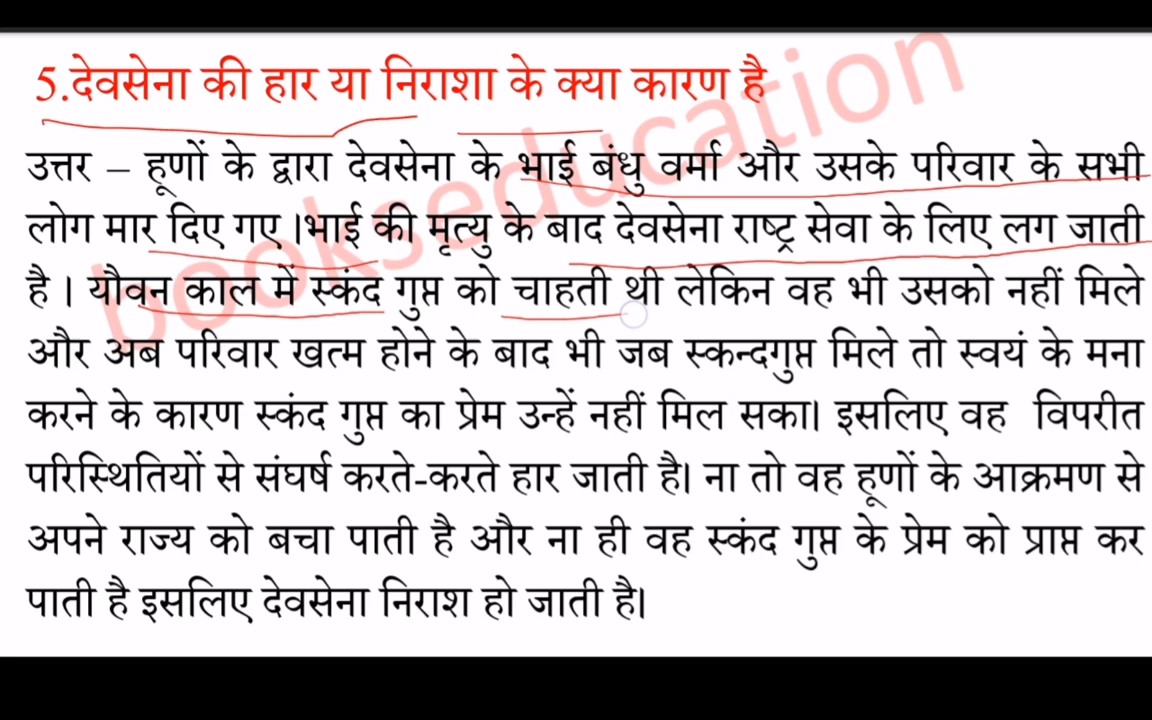 5.देवसेना की हार या निराशा के क्या कारण है
उत्तर – हूणों के द्वारा देवसेना के भाई बंधु वर्मा और उसके परिवार के सभी
लोग मार दिए गए ।भाई की मृत्यु के बाद देवसेना राष्ट्र सेवा के लिए लग जाती
है । यौवन काल में स्कंद गुप्त को चाहती थी लेकिन वह भी उसको नहीं मिले
और अब परिवार खत्म होने के बाद भी जब स्कन्दगुप्त मिले तो स्वयं के मना
करने के कारण स्कंद गुप्त का प्रेम उन्हें नहीं मिल सका। इसलिए वह विपरीत
परिस्थितियों से संघर्ष करते-करते हार जाती है। ना तो वह हूणों के आक्रमण से
अपने राज्य को बचा पाती है और ना ही वह स्कंद गुप्त के प्रेम को प्राप्त कर
पाती है इसलिए देवसेना निराश हो जाती है।
bookseducation